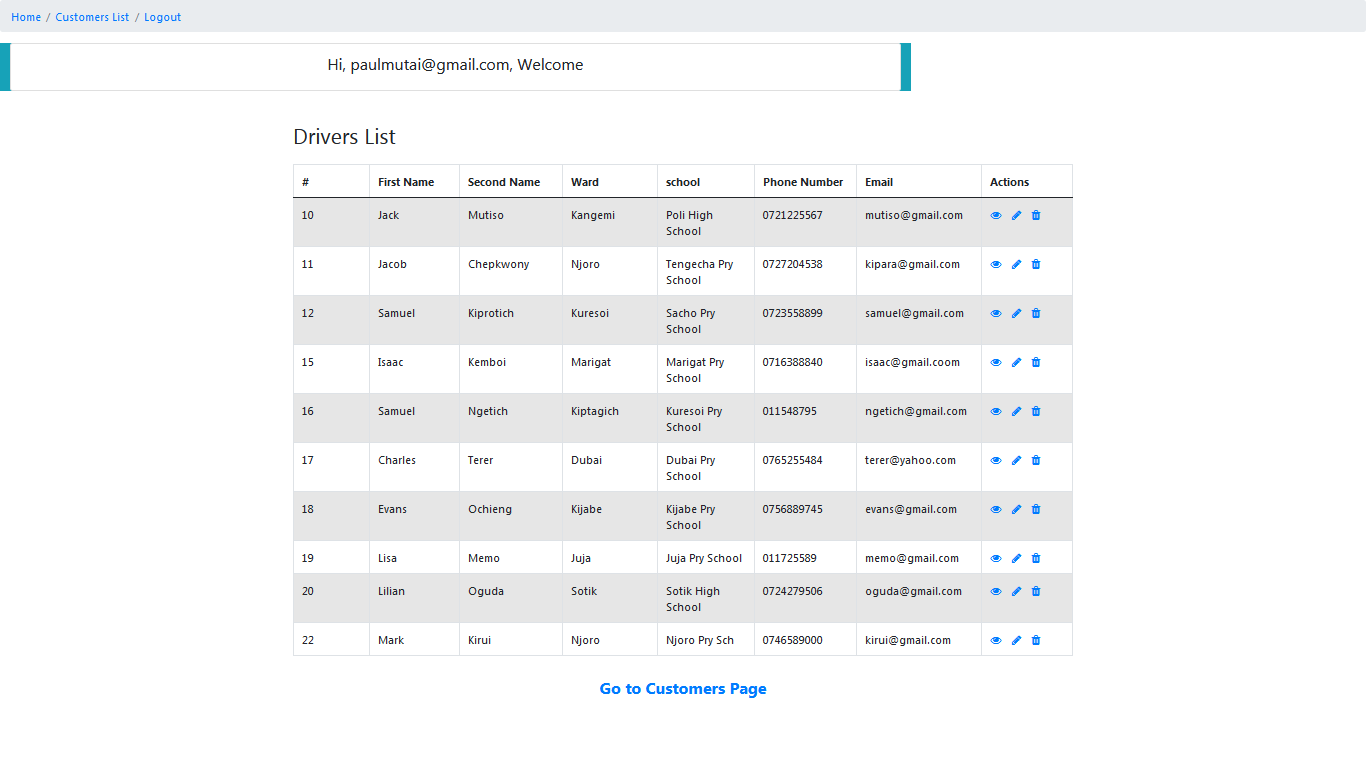 Home / Customers List / Logout
Hi, paulmutai@gmail.com, Welcome
Drivers List
# First Name Second Name Ward school Phone Number Email Actions
10 Jack Mutiso Kangemi Poli High 0721225567 mutiso@gmail.com
School
11 Jacob Chepkwony Njoro Tengecha Pry 0727204538 kipara@gmail.com
School
12 Samuel Kiprotich Kuresoi Sacho Pry 0723558899 samuel@gmail.com
School
15 Isaac Kemboi Marigat Marigat Pry 0716388840 isaac@gmail.coom
School
16 Samuel Ngetich Kiptagich Kuresoi Pry 011548795 ngetich@gmail.com
School
17 Charles Terer Dubai Dubai Pry 0765255484 terer@yahoo.com
School
18 Evans Ochieng Kijabe Kijabe Pry 0756889745 evans@gmail.com
School
19 Lisa Memo Juja Juja Pry School 011725589 memo@gmail.com
20 Lilian Oguda Sotik Sotik High 0724279506 oguda@gmail.com
School
22 Mark Kirui Njoro Njoro Pry Sch 0746589000 kirui@gmail.com
Go to Customers Page